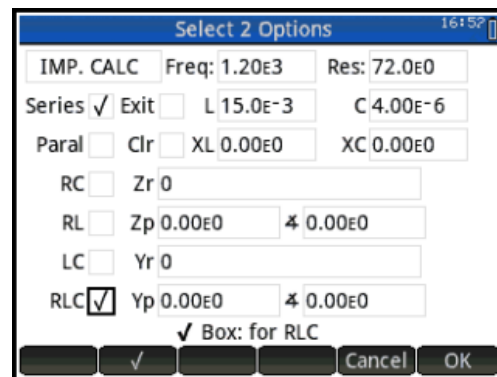 Select 2 Options 16:52
IMP. CALC Freq: 1.20E3 Res: 72.0E0
Series ✓ Exit L 15.0E-3 C 4.00E-6
Paral Clr XL 0.00E0 XC 0.00E0
RC Zr 0
RL Zp 0.00E0 ∡ 0.00E0
LC Yr 0
RLC ✓ Yp 0.00E0 ∡ 0.00E0
✓ Box: for RLC
✓ Cancel OK